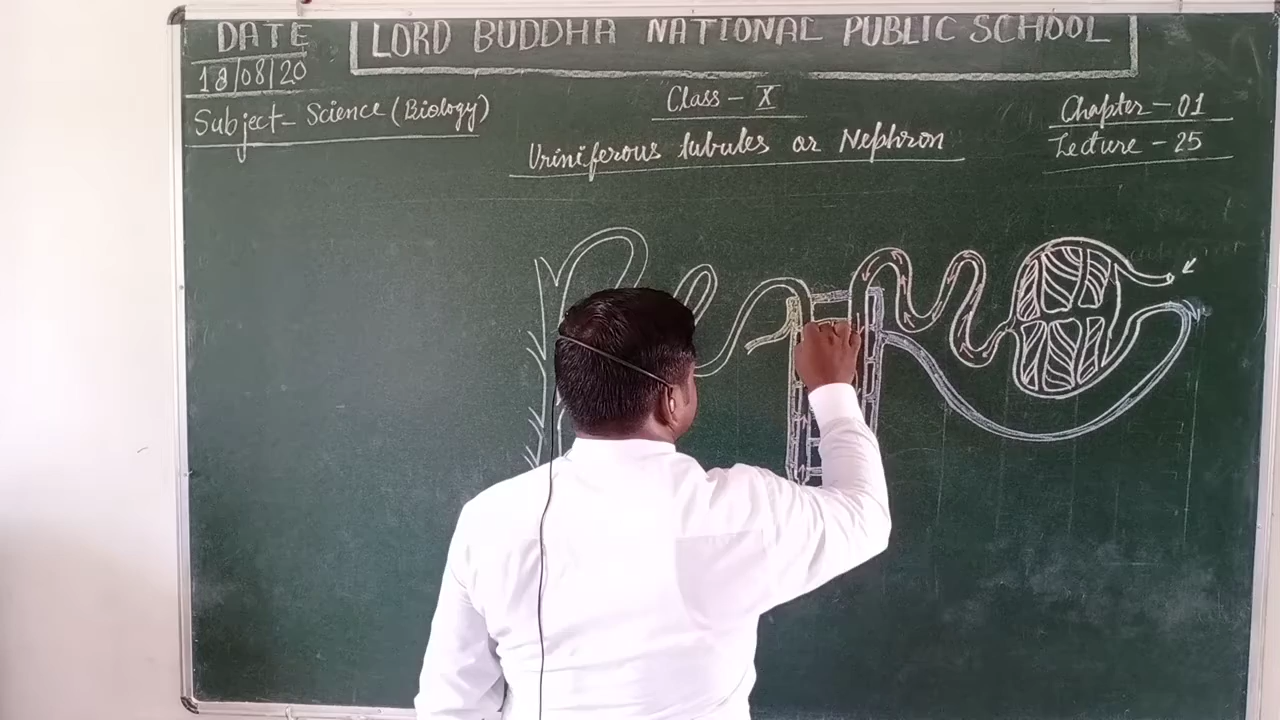 DATE
18/08/20
LORD BUDDHA NATIONAL PUBLIC SCHOOL
Subject- Science (Biology)
Class - X
Chapter - 01
Lecture - 25
Uriniferous tubules or Nephron